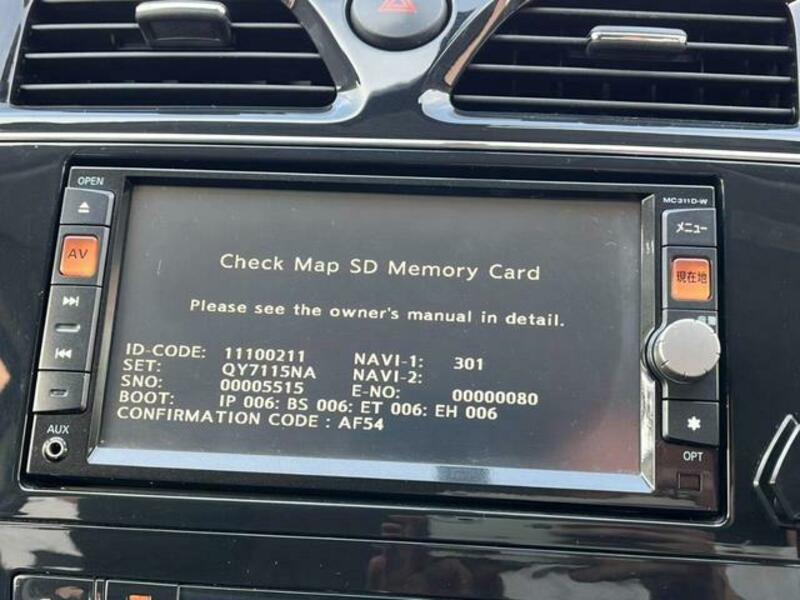 OPEN
MC311D-W
AV
メニュー
現在地
Check Map SD Memory Card
Please see the owner's manual in detail.
ID-CODE: 11100211 NAVI-1: 301
SET: QY7115NA NAVI-2:
SNO: 00005515 E-NO: 00000080
BOOT: IP 006: BS 006: ET 006: EH 006
CONFIRMATION CODE : AF54
AUX
OPT